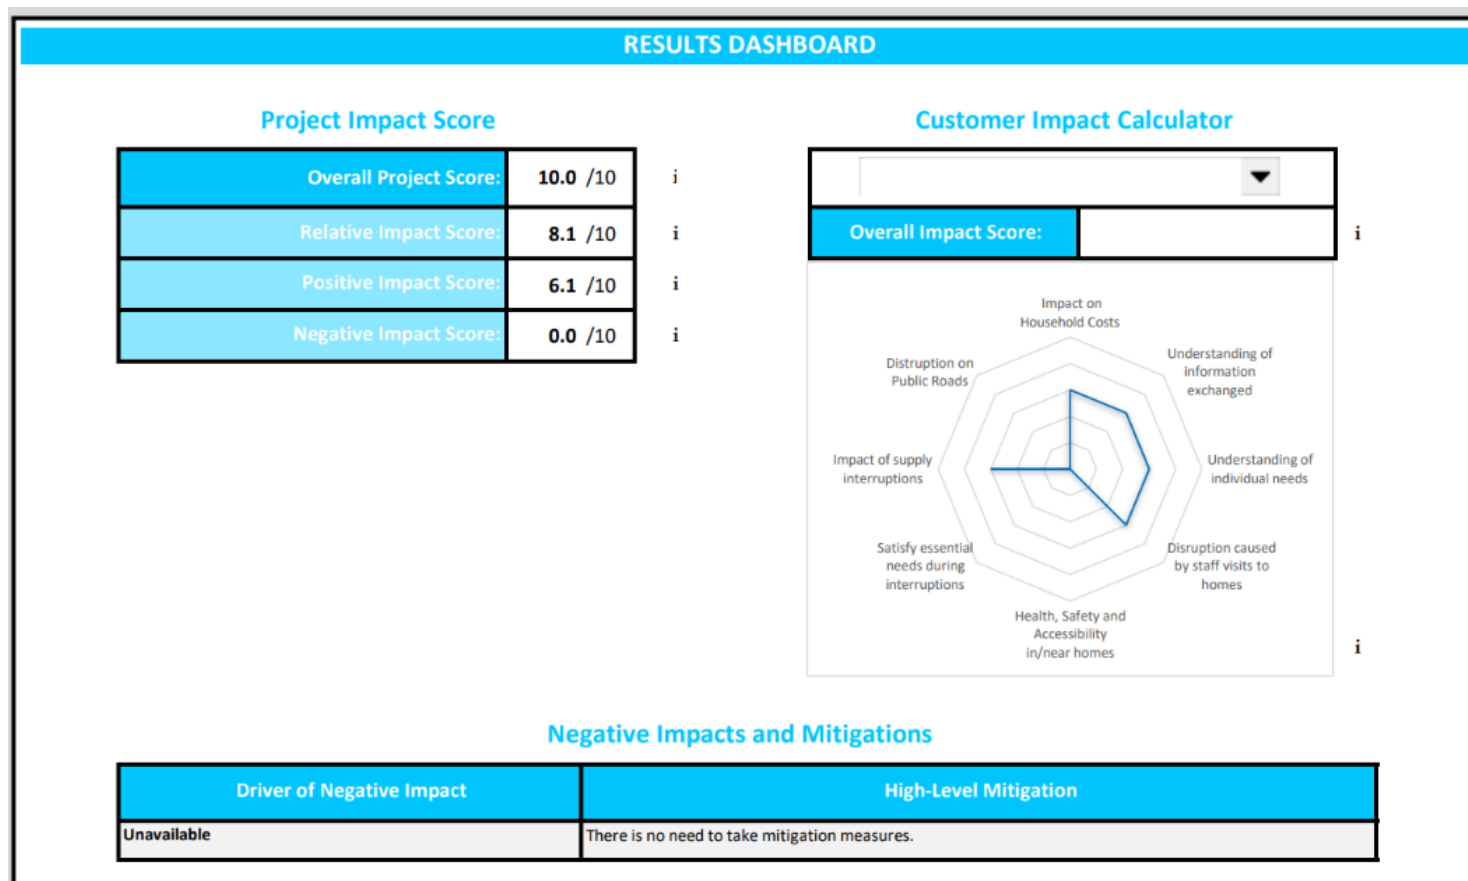 RESULTS DASHBOARD
Project Impact Score
Overall Project Score: 10.0 /10 i
Relative Impact Score: 8.1 /10 i
Positive Impact Score: 6.1 /10 i
Negative Impact Score: 0.0 /10 i
Customer Impact Calculator
Overall Impact Score: i
Impact on
Household Costs
Understanding of
information
exchanged
Understanding of
individual needs
Disruption caused
by staff visits to
homes
Health, Safety and
Accessibility
in/near homes
Satisfy essential
needs during
interruptions
Impact of supply
interruptions
Distruption on
Public Roads
i
Negative Impacts and Mitigations
Driver of Negative Impact High-Level Mitigation
Unavailable There is no need to take mitigation measures.